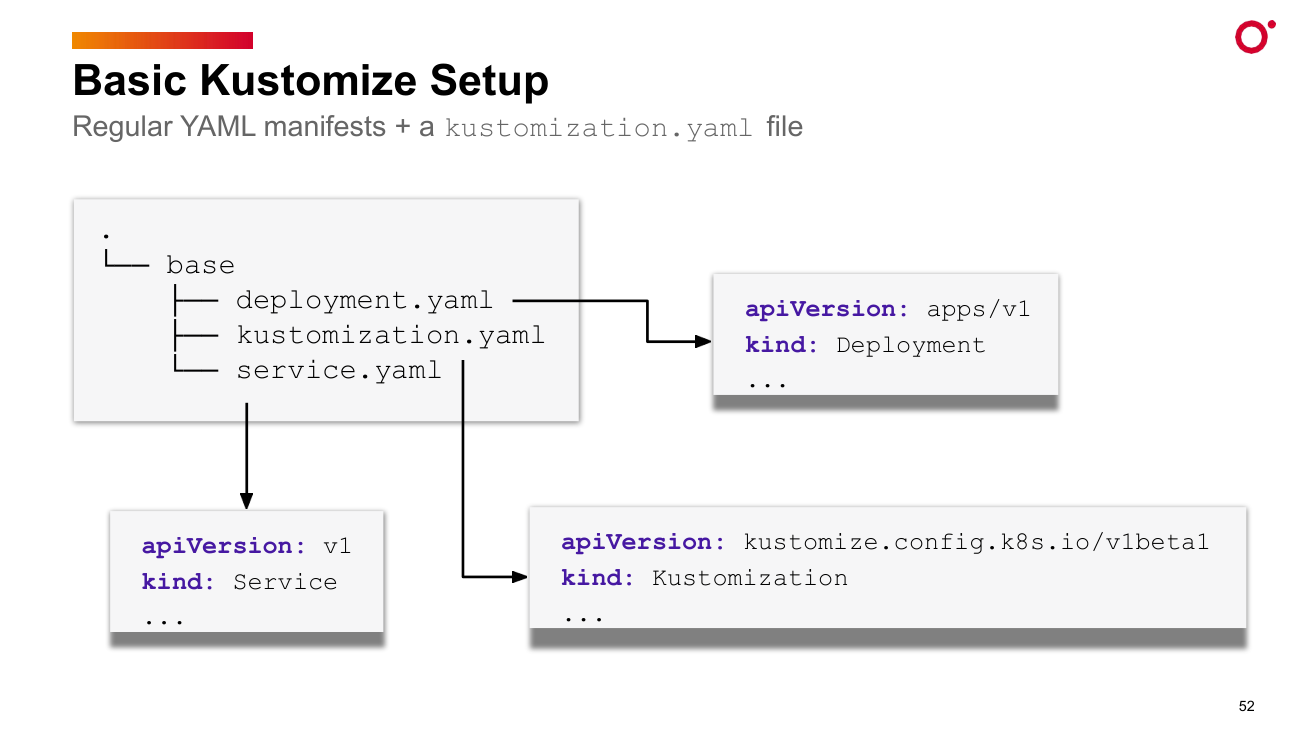 Basic Kustomize Setup
Regular YAML manifests + a kustomization.yaml file
.
└── base
    ├── deployment.yaml
    ├── kustomization.yaml
    └── service.yaml
apiVersion: apps/v1
kind: Deployment
...
apiVersion: v1
kind: Service
...
apiVersion: kustomize.config.k8s.io/v1beta1
kind: Kustomization
...
52